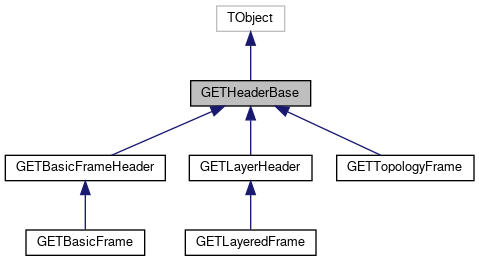 TObject
GETHeaderBase
GETBasicFrameHeader
GETLayerHeader
GETTopologyFrame
GETBasicFrame
GETLayeredFrame